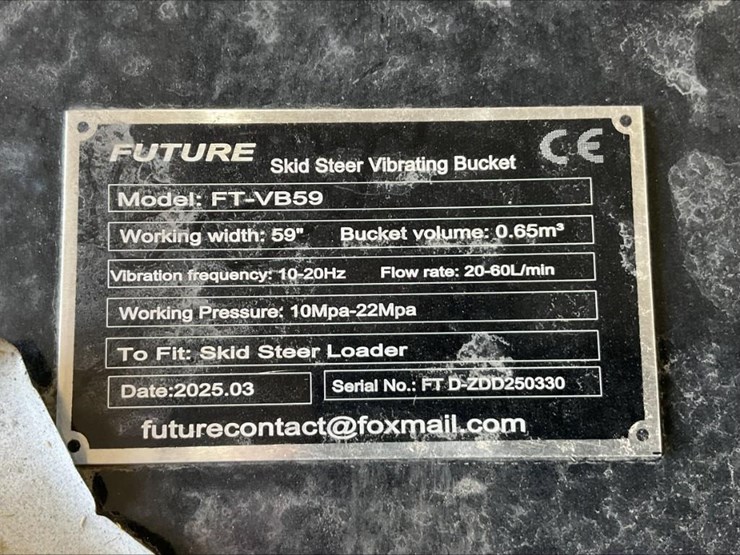 FUTURE Skid Steer Vibrating Bucket CE
Model: FT-VB59
Working width: 59" Bucket volume: 0.65m³
Vibration frequency: 10-20Hz Flow rate: 20-60L/min
Working Pressure: 10Mpa-22Mpa
To Fit: Skid Steer Loader
Date:2025.03 Serial No.: FT D-ZDD250330
futurecontact@foxmail.com